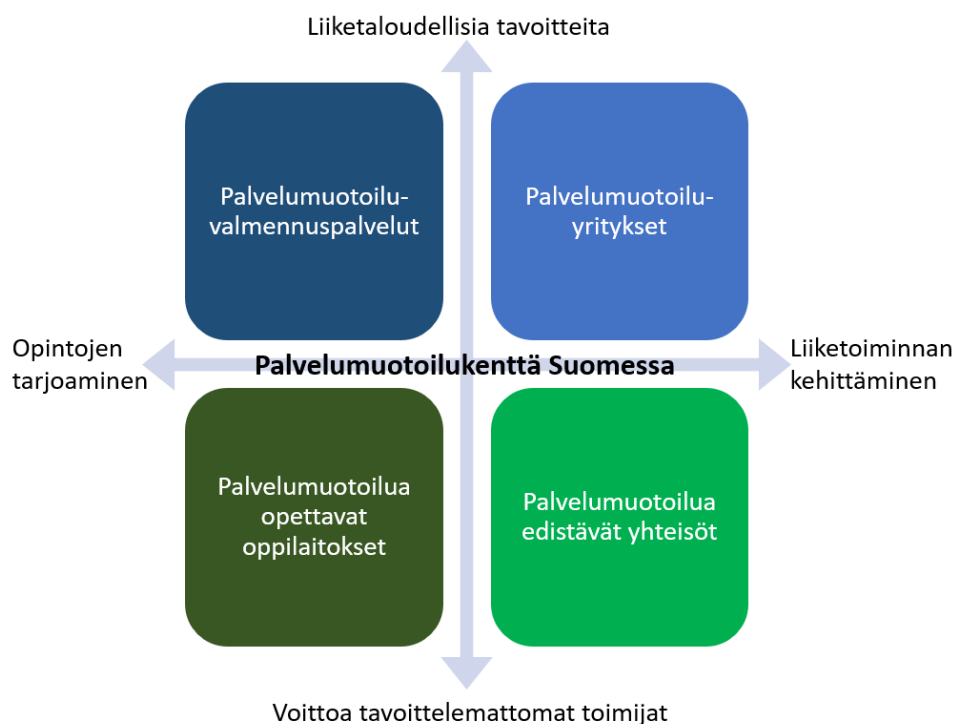 Liiketaloudellisia tavoitteita
Palvelumuotoilu-
valmennuspalvelut
Palvelumuotoilu-
yritykset
Opintojen
tarjoaminen
Palvelumuotoilukenttä Suomessa
Liiketoiminnan
kehittäminen
Palvelumuotoilua
opettavat
oppilaitokset
Palvelumuotoilua
edistävät yhteisöt
Voittoa tavoittelemattomat toimijat